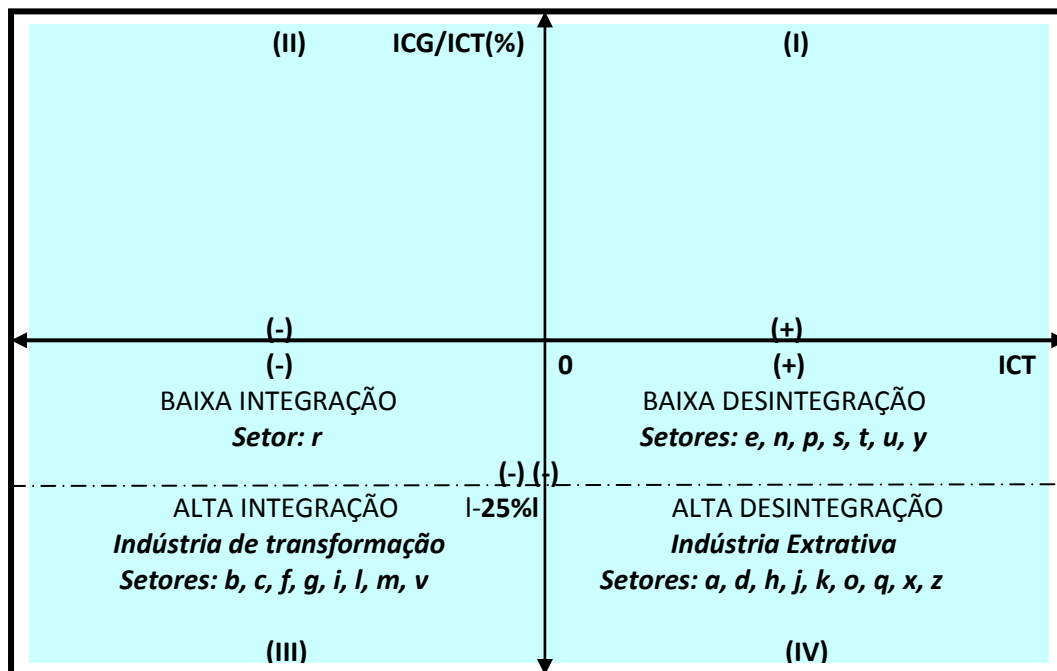 (II) ICG/ICT(%) (I)
(-) (+)
(-) 0 (+) ICT
BAIXA INTEGRAÇÃO BAIXA DESINTEGRAÇÃO
Setor: r Setores: e, n, p, s, t, u, y
(-) (-)
ALTA INTEGRAÇÃO l-25%l ALTA DESINTEGRAÇÃO
Indústria de transformação Indústria Extrativa
Setores: b, c, f, g, i, l, m, v Setores: a, d, h, j, k, o, q, x, z
(III) (IV)